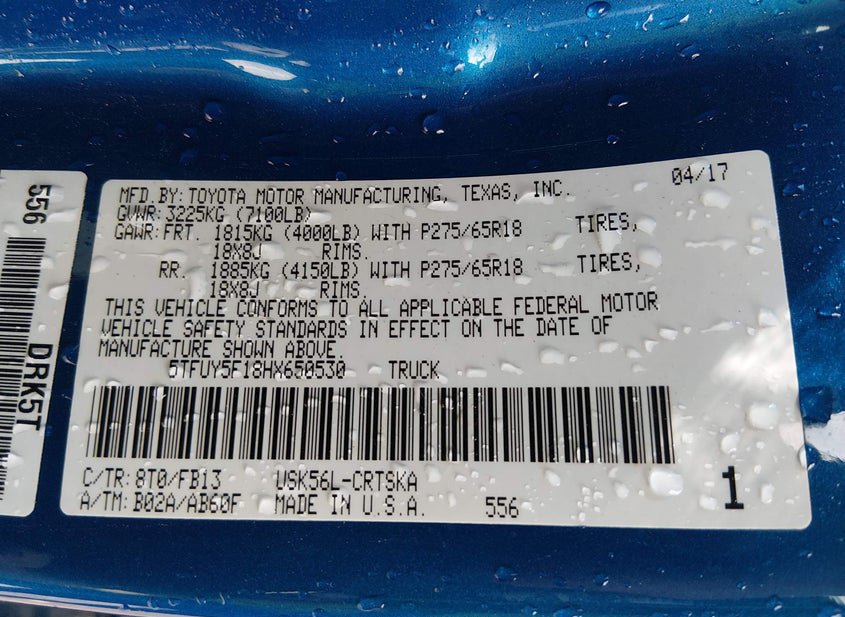 556
DRK5T
MFD.BY:TOYOTA MOTOR MANUFACTURING, TEXAS, INC. 04/17
GVWR:3225KG (7100LB)
GAWR:FRT. 1815KG (4000LB) WITH P275/65R18 TIRES,
18X8J RIMS.
RR. 1885KG (4150LB) WITH P275/65R18 TIRES,
18X8J RIMS.
THIS VEHICLE CONFORMS TO ALL APPLICABLE FEDERAL MOTOR
VEHICLE SAFETY STANDARDS IN EFFECT ON THE DATE OF
MANUFACTURE SHOWN ABOVE.
5TFUY5F18HX650530 TRUCK
C/TR:8T0/FB13 USK56L-CRTSKA
A/TM:B02A/AB60F MADE IN U.S.A. 556 1